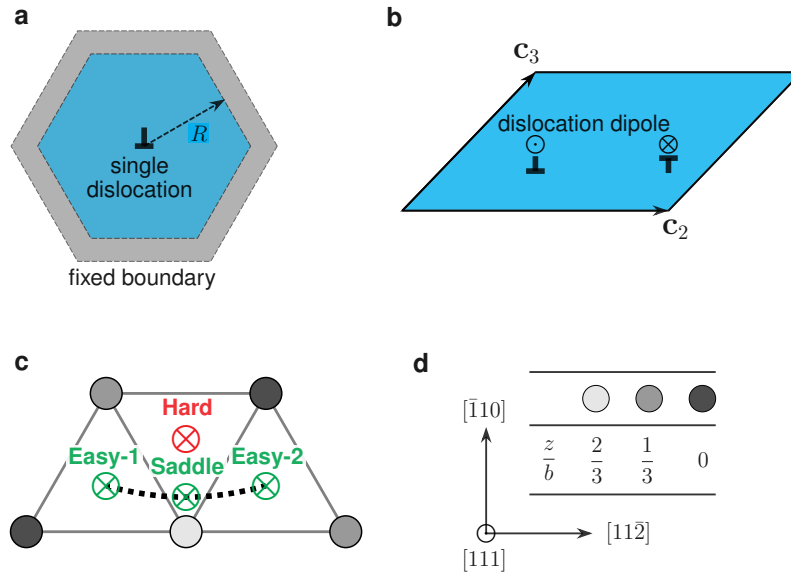 a
R
single
dislocation
fixed boundary
b
c₃
dislocation dipole
c₂
c
Hard
Easy-1
Saddle
Easy-2
d
[1̄10]
[111]
[112̄]
z/b 2/3 1/3 0